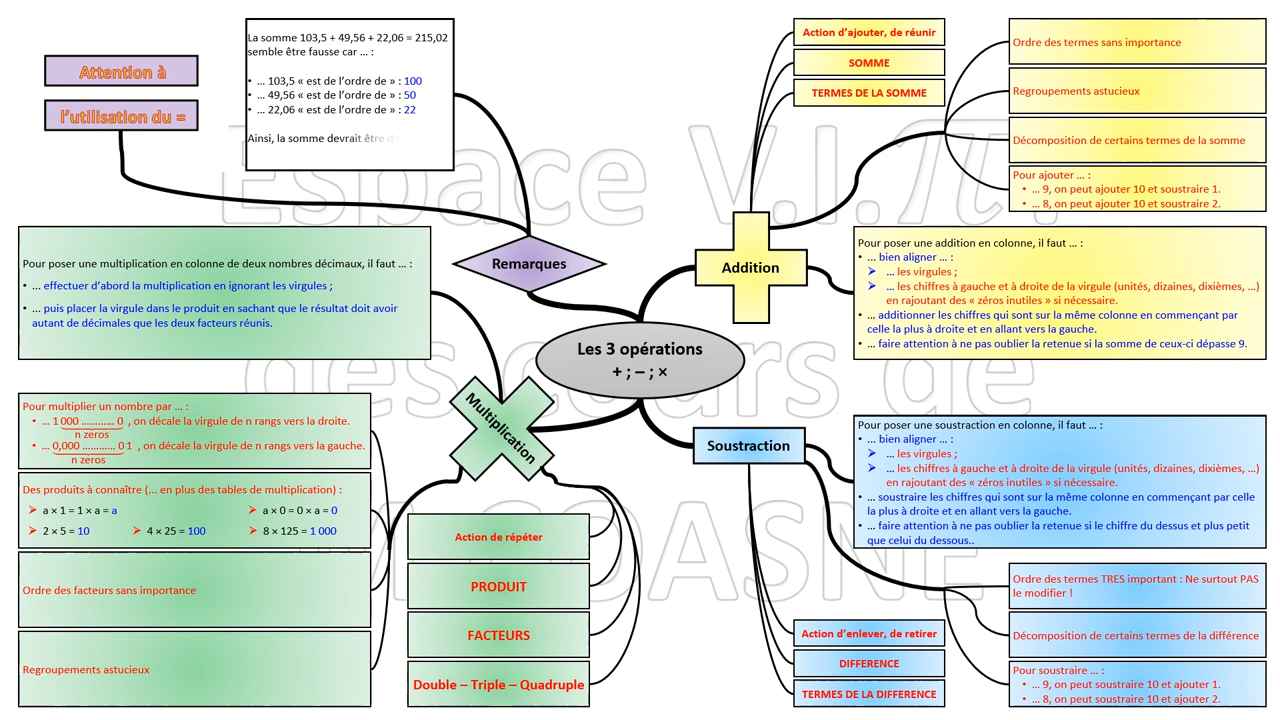 La somme 103,5 + 49,56 + 22,06 = 215,02
semble être fausse car … :
• … 103,5 « est de l’ordre de » : 100
• … 49,56 « est de l’ordre de » : 50
• … 22,06 « est de l’ordre de » : 22
Ainsi, la somme devrait être d
Attention à
l’utilisation du =
Remarques
Action d’ajouter, de réunir
SOMME
TERMES DE LA SOMME
Ordre des termes sans importance
Regroupements astucieux
Décomposition de certains termes de la somme
Pour ajouter … :
• … 9, on peut ajouter 10 et soustraire 1.
• … 8, on peut ajouter 10 et soustraire 2.
Addition
Pour poser une addition en colonne, il faut … :
• … bien aligner … :
➢ … les virgules ;
➢ … les chiffres à gauche et à droite de la virgule (unités, dizaines, dixièmes, …)
en rajoutant des « zéros inutiles » si nécessaire.
• … additionner les chiffres qui sont sur la même colonne en commençant par
celle la plus à droite et en allant vers la gauche.
• … faire attention à ne pas oublier la retenue si la somme de ceux-ci dépasse 9.
Pour poser une multiplication en colonne de deux nombres décimaux, il faut … :
• … effectuer d’abord la multiplication en ignorant les virgules ;
• … puis placer la virgule dans le produit en sachant que le résultat doit avoir
autant de décimales que les deux facteurs réunis.
Les 3 opérations
+ ; – ; ×
Multiplication
Pour multiplier un nombre par … :
• … 1 000 ………… 0 , on décale la virgule de n rangs vers la droite.
n zeros
• … 0,000 ………… 0 1 , on décale la virgule de n rangs vers la gauche.
n zeros
Des produits à connaître (... en plus des tables de multiplication) :
➢ a × 1 = 1 × a = a
➢ a × 0 = 0 × a = 0
➢ 2 × 5 = 10
➢ 4 × 25 = 100
➢ 8 × 125 = 1 000
Ordre des facteurs sans importance
Regroupements astucieux
Action de répéter
PRODUIT
FACTEURS
Double – Triple – Quadruple
Soustraction
Pour poser une soustraction en colonne, il faut … :
• … bien aligner … :
➢ … les virgules ;
➢ … les chiffres à gauche et à droite de la virgule (unités, dizaines, dixièmes, …)
en rajoutant des « zéros inutiles » si nécessaire.
• … soustraire les chiffres qui sont sur la même colonne en commençant par celle
la plus à droite et en allant vers la gauche.
• … faire attention à ne pas oublier la retenue si le chiffre du dessus et plus petit
que celui du dessous..
Action d’enlever, de retirer
DIFFERENCE
TERMES DE LA DIFFERENCE
Ordre des termes TRES important : Ne surtout PAS
le modifier !
Décomposition de certains termes de la différence
Pour soustraire … :
• … 9, on peut soustraire 10 et ajouter 1.
• … 8, on peut soustraire 10 et ajouter 2.
Espace V.I.π.
des cours de
COASNE